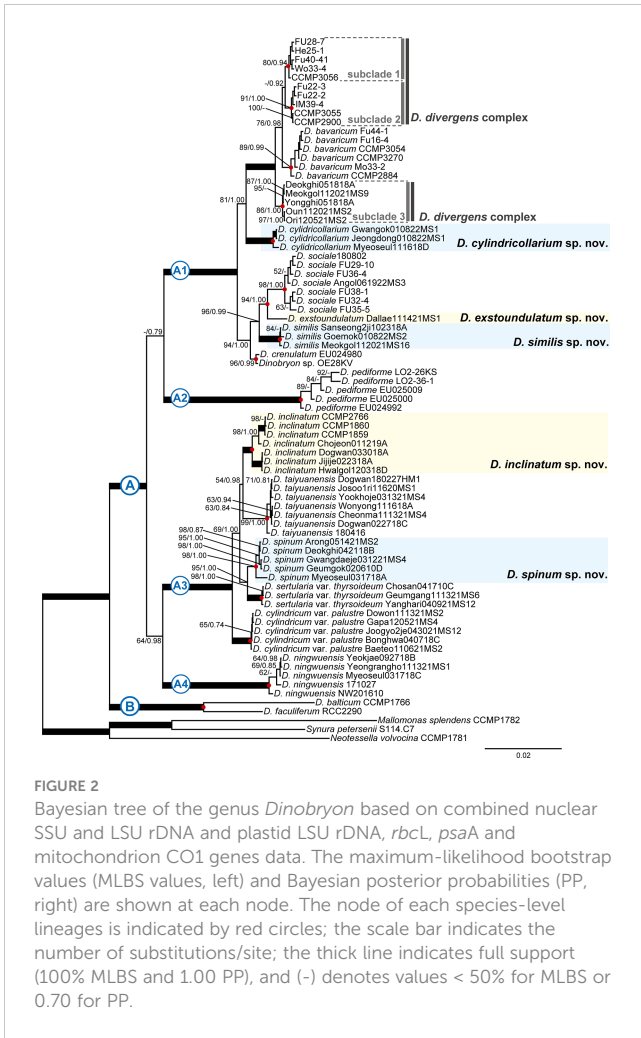 FU28-7
He25-1
80/0.94
Fu40-41
Wo33-4
subclade 1
CCMP3056
-/0.92
Fu22-3
Fu22-2
91/1.00
IM39-4
100/-
CCMP3055
subclade 2
CCMP2900
D. divergens complex
76/0.98
D. bavaricum Fu44-1
D. bavaricum Fu16-4
89/0.99
D. bavaricum CCMP3054
D. bavaricum CCMP3270
D. bavaricum Mo33-2
D. bavaricum CCMP2884
87/1.00
Deokghi051818A
95/-
Meokgol112021MS9
Yongghi051818A
81/1.00
86/1.00
Oun112021MS2
subclade 3
97/1.00
Ori120521MS2
D. divergens complex
D. cylindricollarium Gwangok010822MS1
D. cylindricollarium Jeongdong010822MS1
D. cylindricollarium Myeoseul111618D
D. cylindricollarium sp. nov.
A1
D. sociale180802
52/-
D. sociale FU29-10
D. sociale FU36-4
98/1.00
D. sociale Angol061922MS3
D. sociale FU38-1
94/1.00
D. sociale FU32-4
63/-
D. sociale FU35-5
96/0.99
D. exstoundulatum Dallae111421MS1
D. exstoundulatum sp. nov.
84/-
D. similis Sanseong2ji102318A
D. similis Goemok010822MS2
94/1.00
D. similis Meokgol112021MS16
D. similis sp. nov.
-/0.79
D. crenulatum EU024980
96/0.99
Dinobryon sp. OE28KV
92/-
D. pediforme LO2-26KS
84/-
D. pediforme LO2-36-1
89/-
D. pediforme EU025009
A2
D. pediforme EU025000
D. pediforme EU024992
98/-
D. inclinatum CCMP2766
D. inclinatum CCMP1860
98/1.00
D. inclinatum CCMP1859
D. inclinatum Chojeon011219A
D. inclinatum Dogwan033018A
D. inclinatum Jijije022318A
D. inclinatum Hwalgol120318D
D. inclinatum sp. nov.
A
54/0.98
71/0.81
D. taiyuanensis Dogwan180227HM1
D. taiyuanensis Josoo1ri11620MS1
D. taiyuanensis Yookhoje031321MS4
63/0.94
D. taiyuanensis Wonyong111618A
63/0.84
D. taiyuanensis Cheonma111321MS4
99/1.00
D. taiyuanensis Dogwan022718C
69/1.00
D. taiyuanensis 180416
98/0.87
D. spinum Arong051421MS2
95/1.00
D. spinum Deokghi042118B
98/1.00
D. spinum Gwangdaeje031221MS4
98/1.00
D. spinum Geumgok020610D
D. spinum Myeoseul031718A
D. spinum sp. nov.
95/1.00
D. sertularia var. thyrsoideum Chosan041710C
98/1.00
D. sertularia var. thyrsoideum Geumgang111321MS6
A3
D. sertularia var. thyrsoideum Yanghari040921MS12
D. cylindricum var. palustre Dowon111321MS2
65/0.74
D. cylindricum var. palustre Gapa120521MS4
D. cylindricum var. palustre Joogyo2je043021MS12
D. cylindricum var. palustre Bonghwa040718C
64/0.98
D. cylindricum var. palustre Baeteo110621MS2
64/0.98
D. ningwuensis Yeokjae092718B
69/0.85
D. ningwuensis Yeongrangho111321MS1
62/-
D. ningwuensis Myeoseul031718C
A4
D. ningwuensis 171027
D. ningwuensis NW201610
B
D. balticum CCMP1766
D. faculiferum RCC2290
Mallomonas splendens CCMP1782
Synura petersenii S114.C7
Neotessella volvocina CCMP1781
0.02
FIGURE 2
Bayesian tree of the genus Dinobryon based on combined nuclear
SSU and LSU rDNA and plastid LSU rDNA, rbcL, psaA and
mitochondrion CO1 genes data. The maximum-likelihood bootstrap
values (MLBS values, left) and Bayesian posterior probabilities (PP,
right) are shown at each node. The node of each species-level
lineages is indicated by red circles; the scale bar indicates the
number of substitutions/site; the thick line indicates full support
(100% MLBS and 1.00 PP), and (-) denotes values < 50% for MLBS or
0.70 for PP.